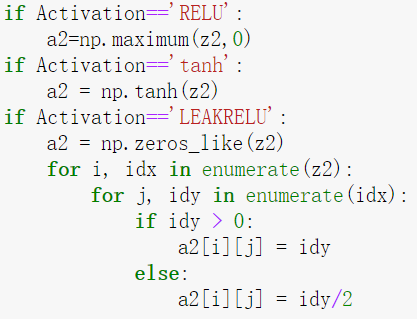 if Activation=='RELU':
    a2=np.maximum(z2,0)
if Activation=='tanh':
    a2 = np.tanh(z2)
if Activation=='LEAKRELU':
    a2 = np.zeros_like(z2)
    for i, idx in enumerate(z2):
        for j, idy in enumerate(idx):
            if idy > 0:
                a2[i][j] = idy
            else:
                a2[i][j] = idy/2